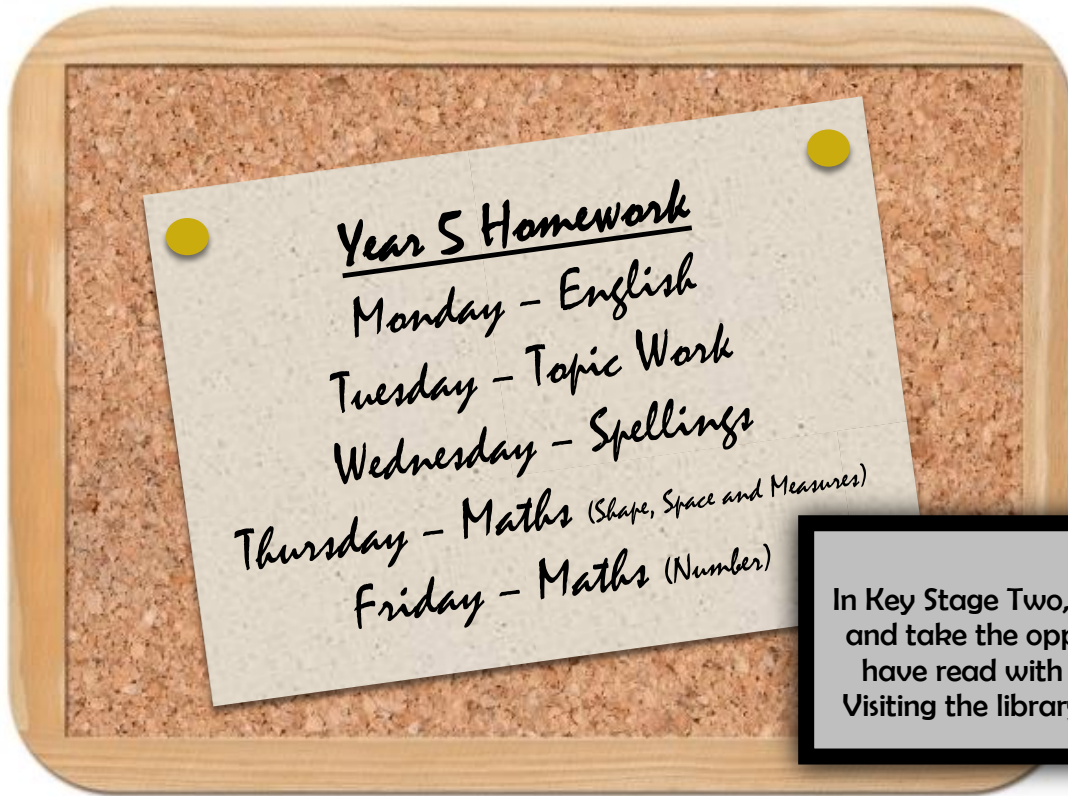 Year 5 Homework
Monday – English
Tuesday – Topic Work
Wednesday – Spellings
Thursday – Maths (Shape, Space and Measures)
Friday – Maths (Number)
In Key Stage Two,
and take the opp
have read with
Visiting the library